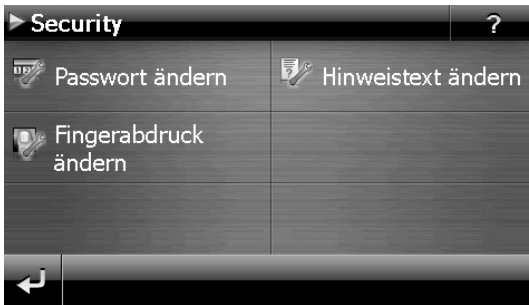 Security
?
Passwort ändern
Hinweistext ändern
Fingerabdruck
ändern